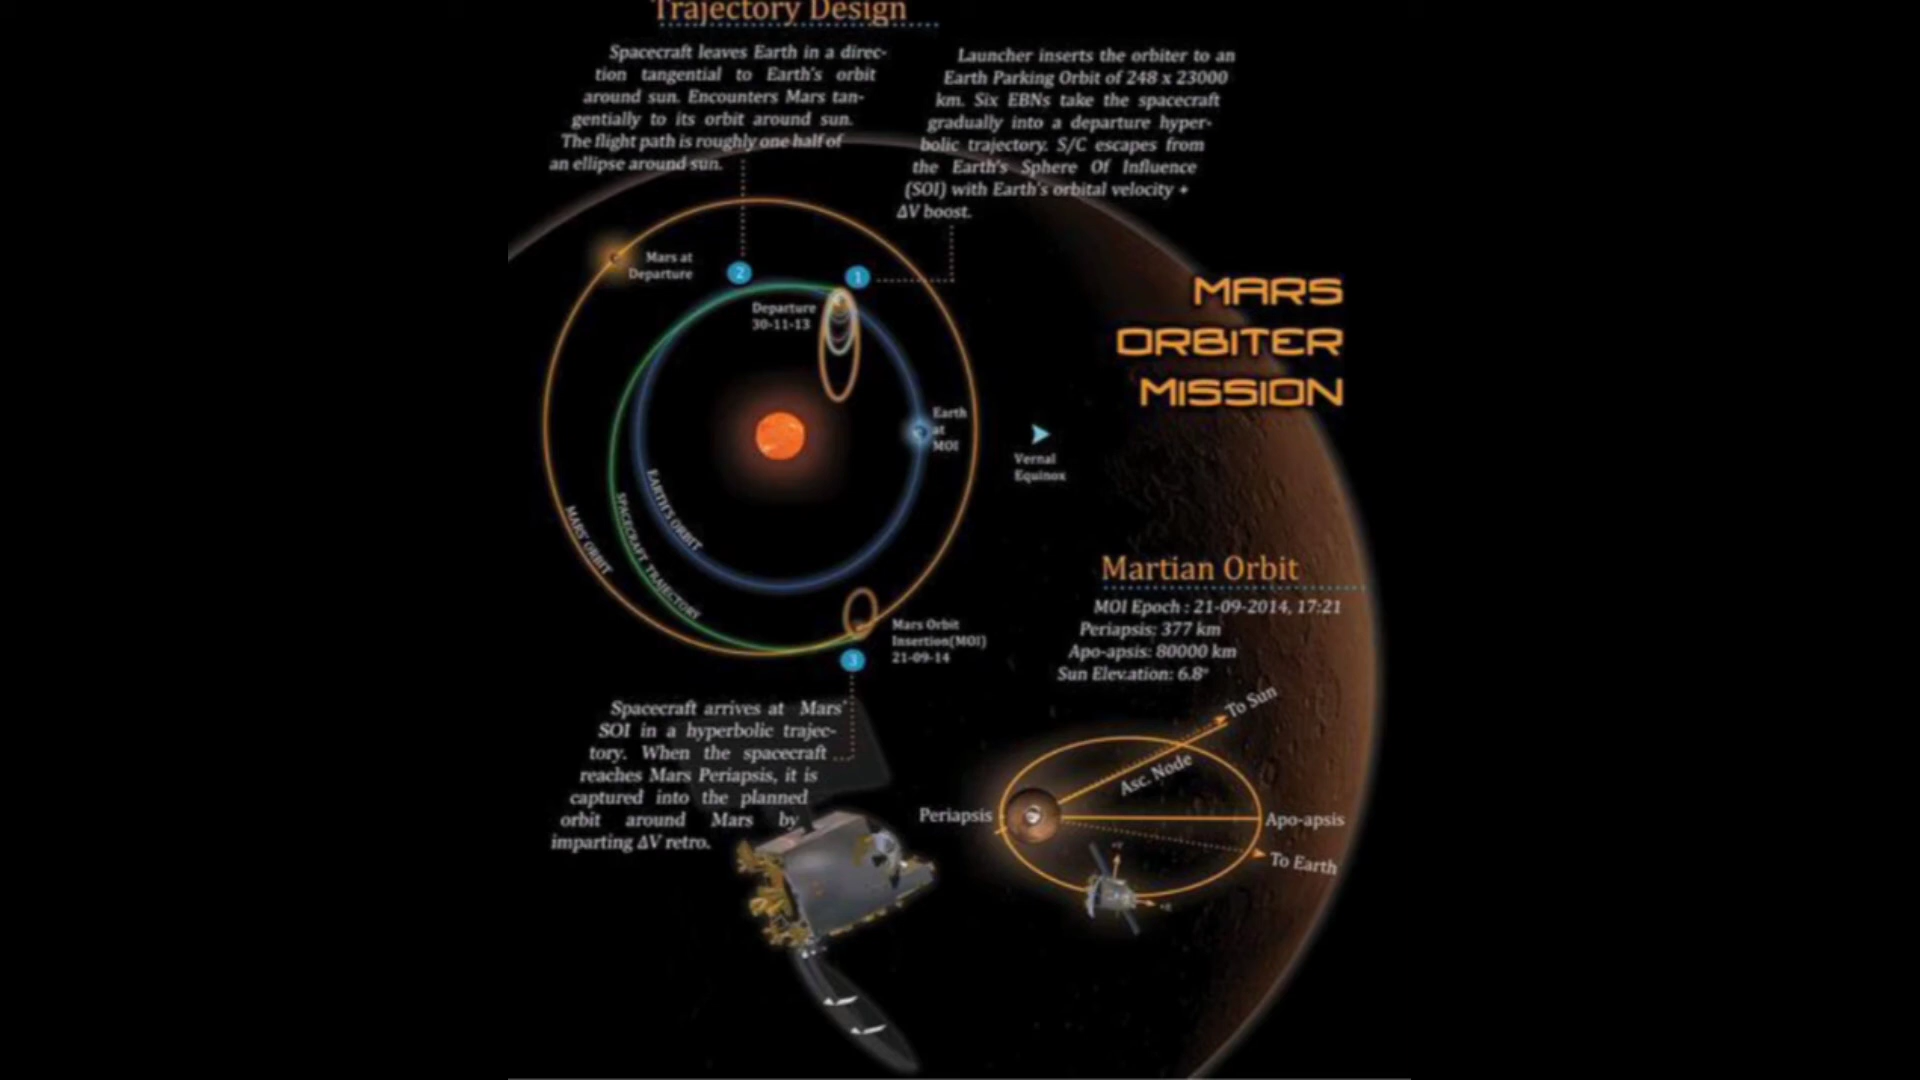 Trajectory Design
Spacecraft leaves Earth in a direc-
tion tangential to Earth's orbit
around sun. Encounters Mars tan-
gentially to its orbit around sun.
The flight path is roughly one half of
an ellipse around sun.
Launcher inserts the orbiter to an
Earth Parking Orbit of 248 x 23000
km. Six EBNs take the spacecraft
gradually into a departure hyper-
bolic trajectory. S/C escapes from
the Earth's Sphere Of Influence
(SOI) with Earth's orbital velocity +
ΔV boost.
Mars at
Departure
2
1
Departure
30-11-13
MARS
ORBITER
MISSION
Earth
at
MOI
Vernal
Equinox
EARTH'S ORBIT
SPACECRAFT TRAJECTORY
MARS' ORBIT
Mars Orbit
Insertion(MOI)
21-09-14
3
Martian Orbit
MOI Epoch : 21-09-2014, 17:21
Periapsis: 377 km
Apo-apsis: 80000 km
Sun Elevation: 6.8°
Spacecraft arrives at Mars'
SOI in a hyperbolic trajec-
tory. When the spacecraft
reaches Mars Periapsis, it is
captured into the planned
orbit around Mars by
imparting ΔV retro.
To Sun
Asc. Node
Periapsis
Apo-apsis
To Earth